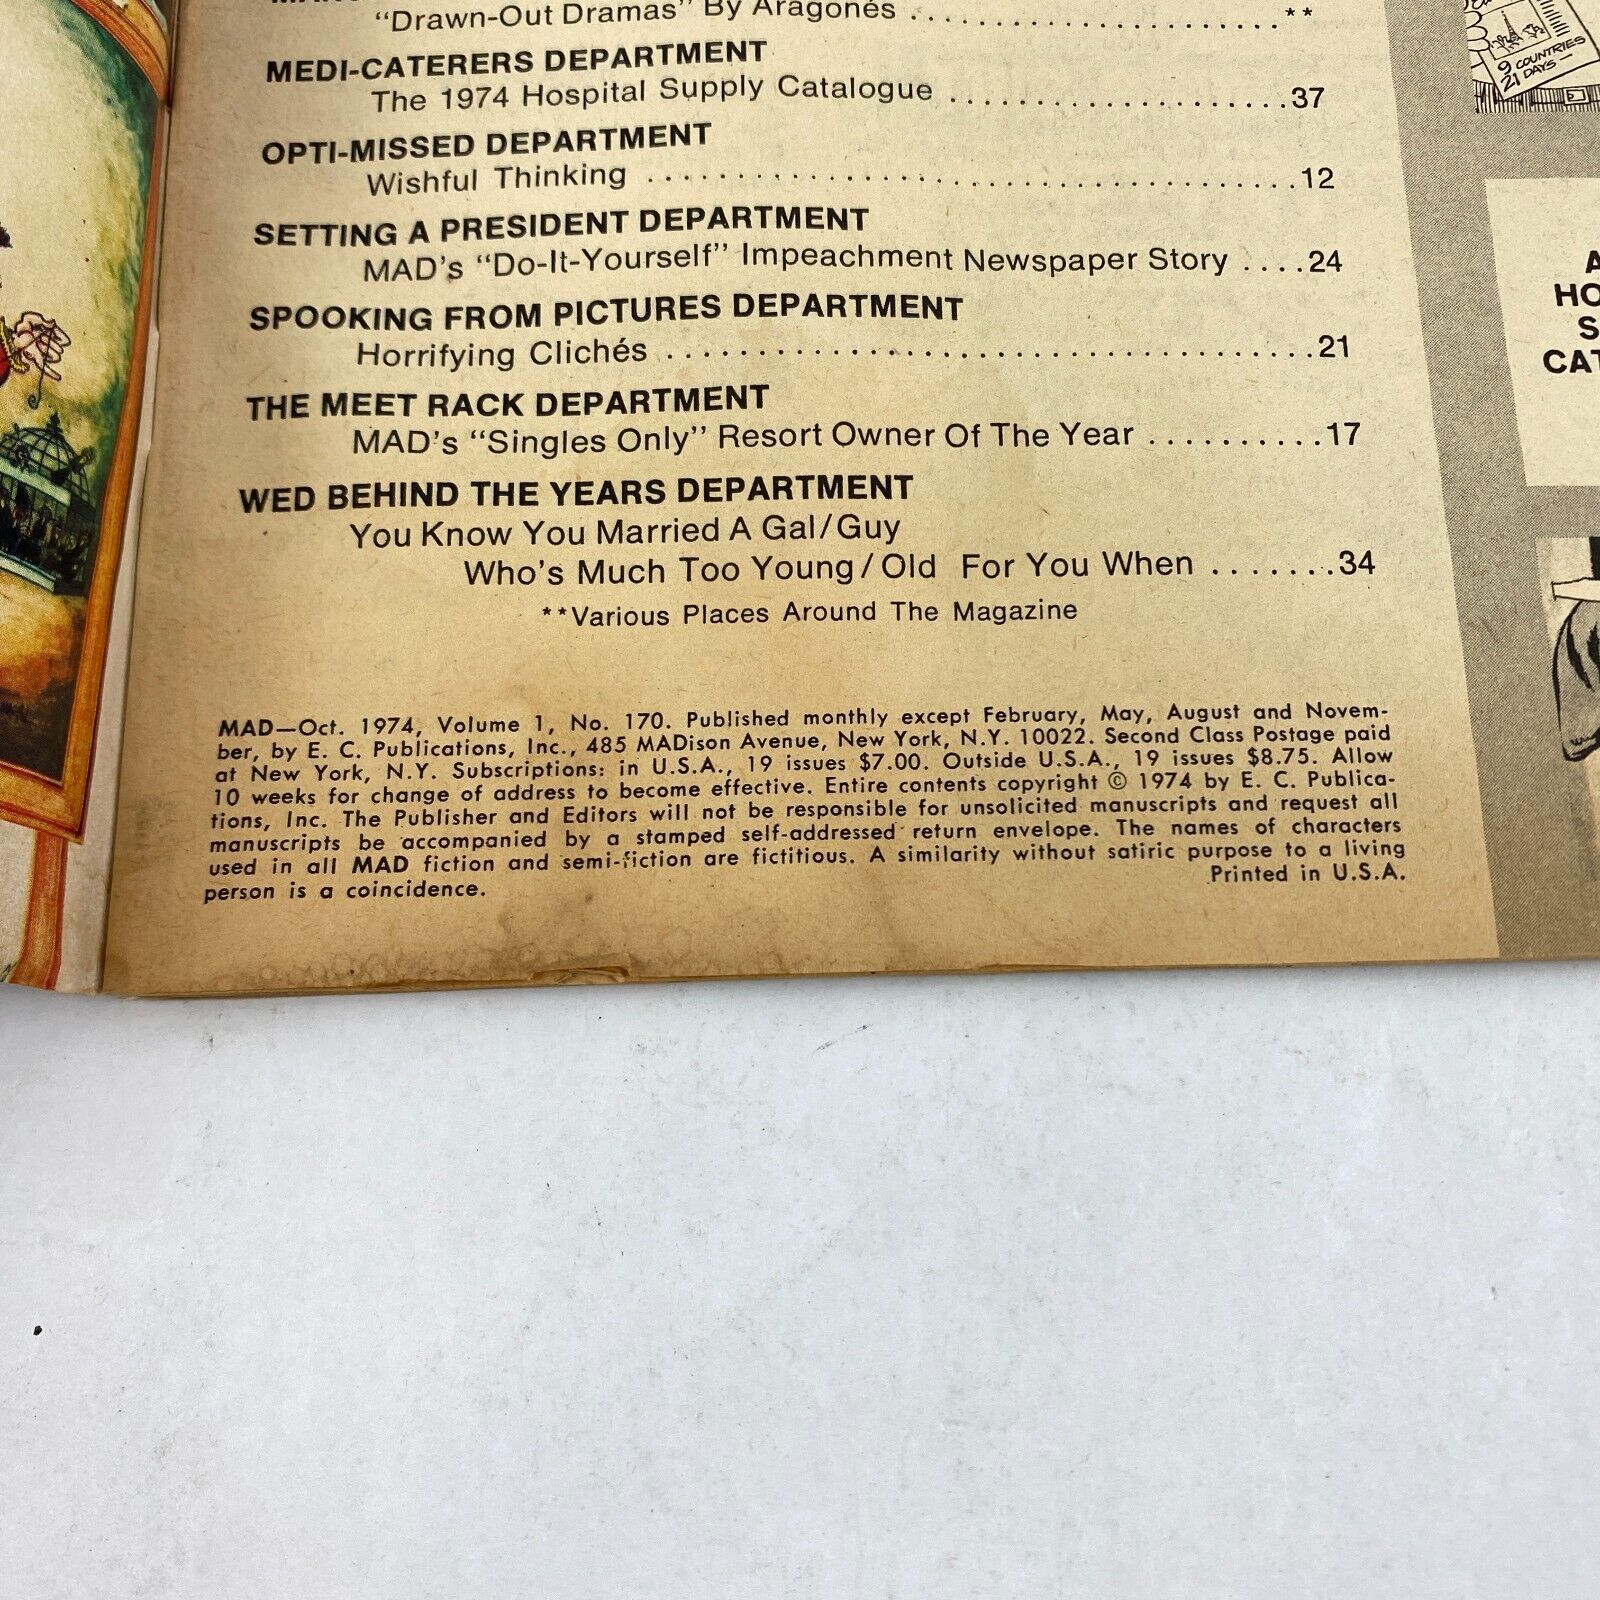 "Drawn-Out Dramas" By Aragonés ........................**
MEDI-CATERERS DEPARTMENT
The 1974 Hospital Supply Catalogue ......................37
OPTI-MISSED DEPARTMENT
Wishful Thinking ..........................................12
SETTING A PRESIDENT DEPARTMENT
MAD's "Do-It-Yourself" Impeachment Newspaper Story ....24
SPOOKING FROM PICTURES DEPARTMENT
Horrifying Clichés ..........................................21
THE MEET RACK DEPARTMENT
MAD's "Singles Only" Resort Owner Of The Year ..........17
WED BEHIND THE YEARS DEPARTMENT
You Know You Married A Gal/Guy
Who's Much Too Young/Old For You When .......34
**Various Places Around The Magazine
MAD—Oct. 1974, Volume 1, No. 170. Published monthly except February, May, August and Novem-
ber, by E. C. Publications, Inc., 485 MADison Avenue, New York, N.Y. 10022. Second Class Postage paid
at New York, N.Y. Subscriptions: in U.S.A., 19 issues $7.00. Outside U.S.A., 19 issues $8.75. Allow
10 weeks for change of address to become effective. Entire contents copyright © 1974 by E. C. Publica-
tions, Inc. The Publisher and Editors will not be responsible for unsolicited manuscripts and request all
manuscripts be accompanied by a stamped self-addressed return envelope. The names of characters
used in all MAD fiction and semi-fiction are fictitious. A similarity without satiric purpose to a living
person is a coincidence. Printed in U.S.A.
9 COUNTRIES
21 DAYS—
A
HO
S
CAT